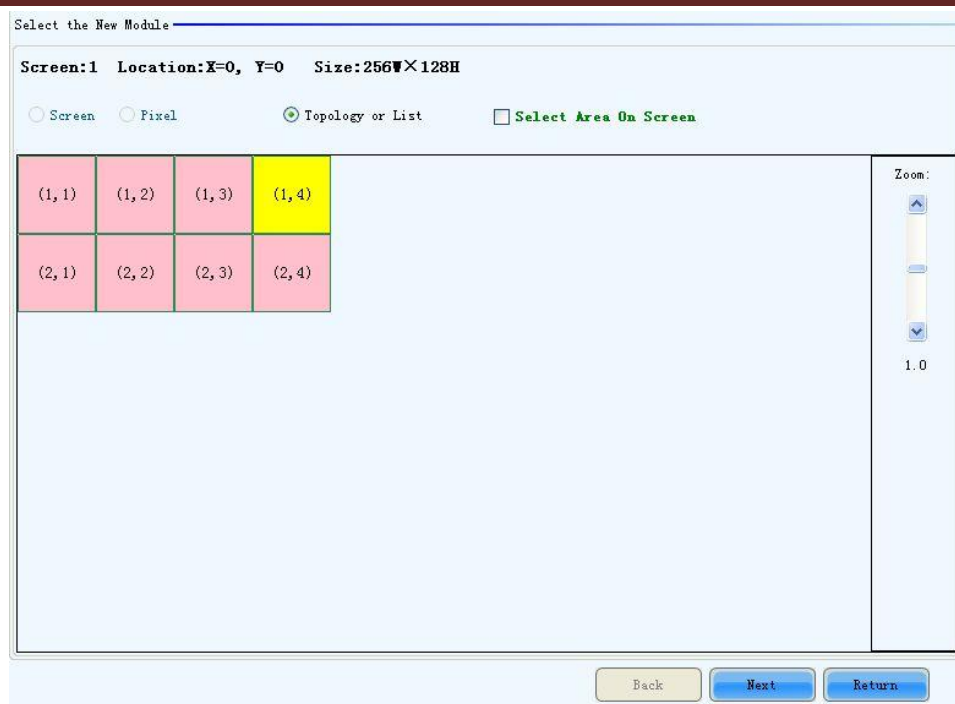 Select the New Module
Screen:1 Location:X=0, Y=0 Size:256W×128H
Screen Pixel Topology or List Select Area On Screen
Zoom:
(1, 1) (1, 2) (1, 3) (1, 4)
(2, 1) (2, 2) (2, 3) (2, 4)
1.0
Back Next Return